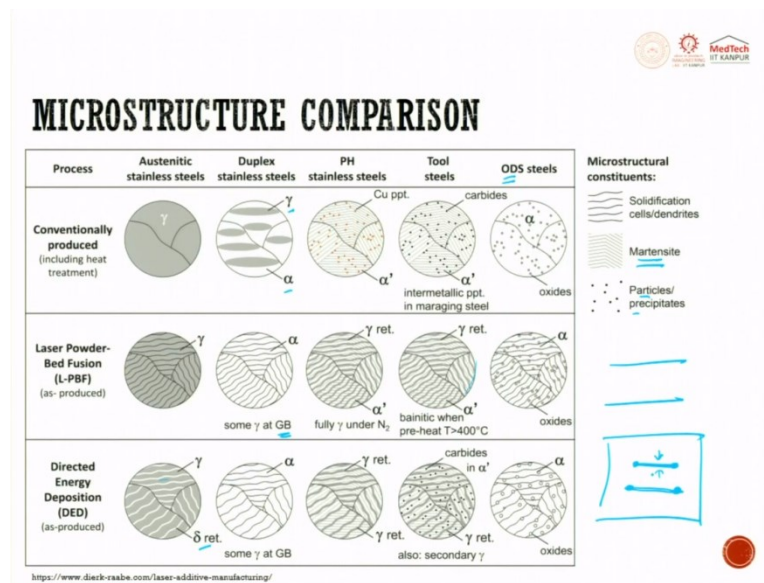 MedTech
IIT KANPUR
MICROSTRUCTURE COMPARISON
Process
Austenitic
stainless steels
Duplex
stainless steels
PH
stainless steels
Tool
steels
ODS steels
Microstructural
constituents:
Conventionally
produced
(including heat
treatment)
γ
γ
α
Cu ppt.
α’
carbides
α’
intermetallic ppt.
in maraging steel
α
oxides
Solidification
cells/dendrites
Martensite
Particles/
precipitates
Laser Powder-
Bed Fusion
(L-PBF)
(as- produced)
γ
α
some γ at GB
γ ret.
α’
fully γ under N₂
γ ret.
α’
bainitic when
pre-heat T>400°C
α
oxides
Directed
Energy
Deposition
(DED)
(as-produced)
γ
δ ret.
α
some γ at GB
γ ret.
γ ret.
carbides
in α’
γ ret.
also: secondary γ
α
oxides
https://www.dierk-raabe.com/laser-additive-manufacturing/